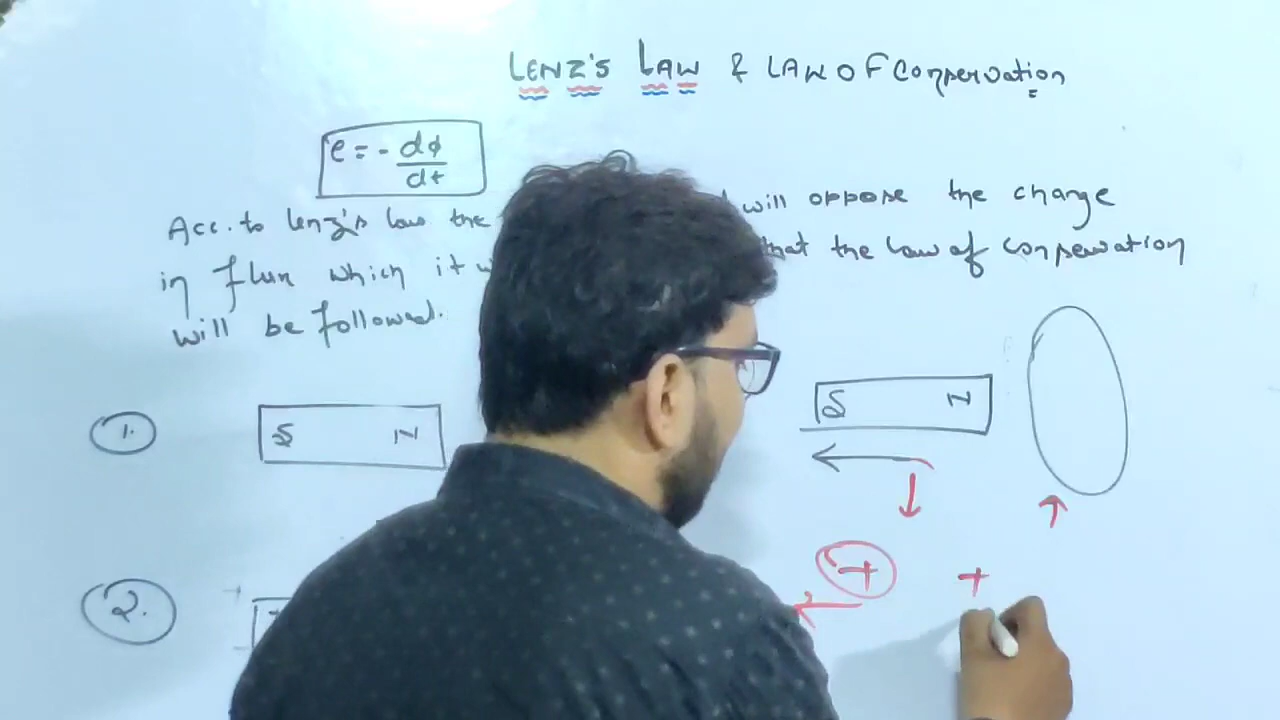 LENZ'S LAW & LAW OF Conservation
e = - dϕ/dt
Acc. to Lenz's law the will oppose the change
in flux which it that the law of conservation
will be followed.
1. S N S N
2. + +